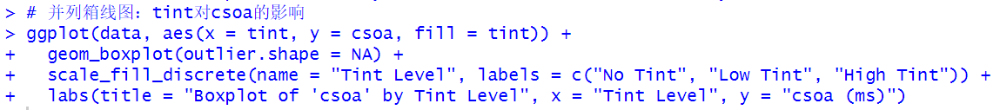 > # 并列箱线图：tint对csoa的影响
> ggplot(data, aes(x = tint, y = csoa, fill = tint)) +
+   geom_boxplot(outlier.shape = NA) +
+   scale_fill_discrete(name = "Tint Level", labels = c("No Tint", "Low Tint", "High Tint")) +
+   labs(title = "Boxplot of 'csoa' by Tint Level", x = "Tint Level", y = "csoa (ms)")